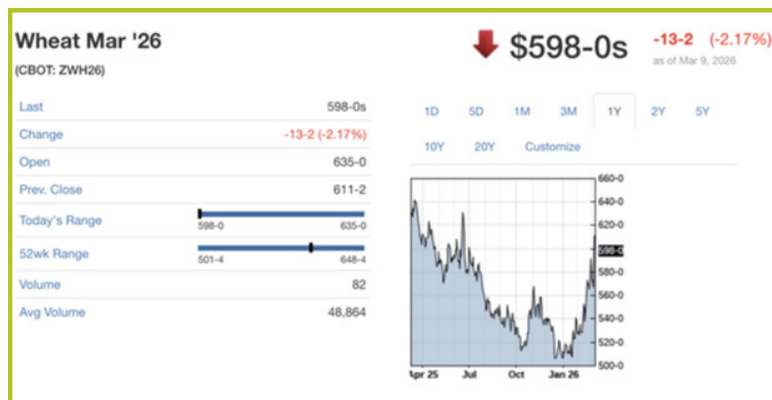 Wheat Mar '26
(CBOT: ZWH26)
$598-0s
-13-2 (-2.17%)
as of Mar 9, 2026
Last 598-0s
Change -13-2 (-2.17%)
Open 635-0
Prev. Close 611-2
Today's Range
598-0 635-0
52wk Range
501-4 648-4
Volume 82
Avg Volume 48,864
1D 5D 1M 3M 1Y 2Y 5Y
10Y 20Y Customize
660-0
640-0
620-0
598-0
580-0
560-0
540-0
520-0
500-0
Apr 25 Jul Oct Jan 26